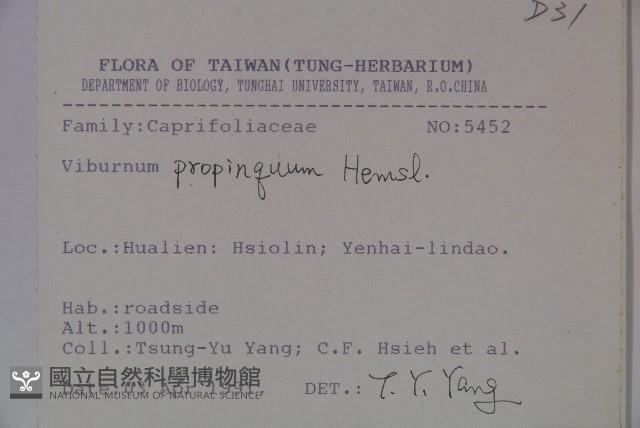 D31
FLORA OF TAIWAN(TUNG-HERBARIUM)
DEPARTMENT OF BIOLOGY, TUNGHAI UNIVERSITY, TAIWAN, R.O.CHINA
Family:Caprifoliaceae NO:5452
Viburnum propinquum Hemsl.
Loc.:Hualien: Hsiolin; Yenhai-lindao.
Hab.:roadside
Alt.:1000m
Coll.:Tsung-Yu Yang; C.F. Hsieh et al.
國立自然科學博物館
NATIONAL MUSEUM OF NATURAL SCIENCE
DET.: T. Y. Yang